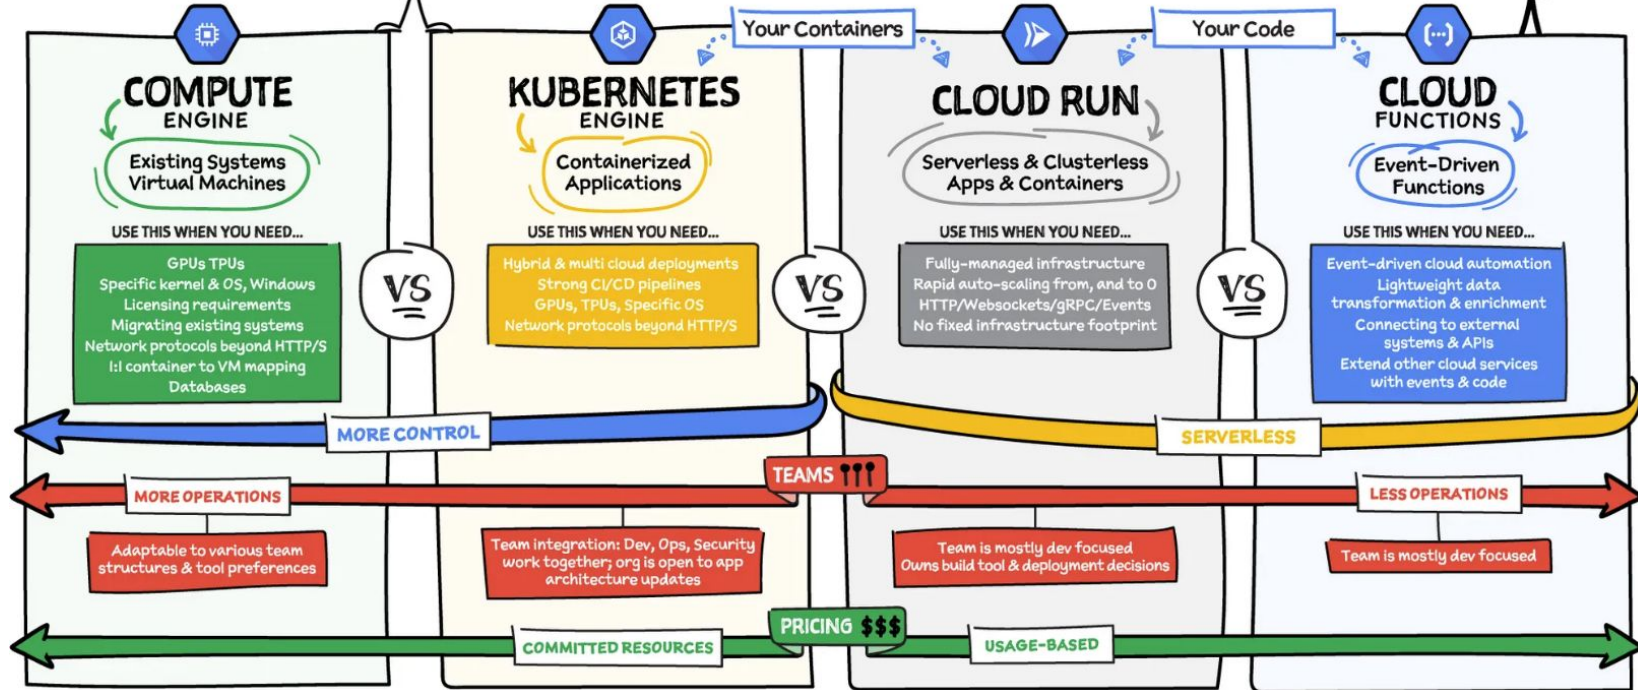 Your Containers
Your Code
COMPUTE
ENGINE
Existing Systems
Virtual Machines
USE THIS WHEN YOU NEED...
GPUs TPUs
Specific kernel & OS, Windows
Licensing requirements
Migrating existing systems
Network protocols beyond HTTP/S
1:1 container to VM mapping
Databases
VS
KUBERNETES
ENGINE
Containerized
Applications
USE THIS WHEN YOU NEED...
Hybrid & multi cloud deployments
Strong CI/CD pipelines
GPUs, TPUs, Specific OS
Network protocols beyond HTTP/S
VS
CLOUD RUN
Serverless & Clusterless
Apps & Containers
USE THIS WHEN YOU NEED...
Fully-managed infrastructure
Rapid auto-scaling from, and to 0
HTTP/Websockets/gRPC/Events
No fixed infrastructure footprint
VS
CLOUD
FUNCTIONS
Event-Driven
Functions
USE THIS WHEN YOU NEED...
Event-driven cloud automation
Lightweight data
transformation & enrichment
Connecting to external
systems & APIs
Extend other cloud services
with events & code
MORE CONTROL
SERVERLESS
TEAMS
MORE OPERATIONS
LESS OPERATIONS
Adaptable to various team
structures & tool preferences
Team integration: Dev, Ops, Security
work together; org is open to app
architecture updates
Team is mostly dev focused
Owns build tool & deployment decisions
Team is mostly dev focused
PRICING $$$
COMMITTED RESOURCES
USAGE-BASED